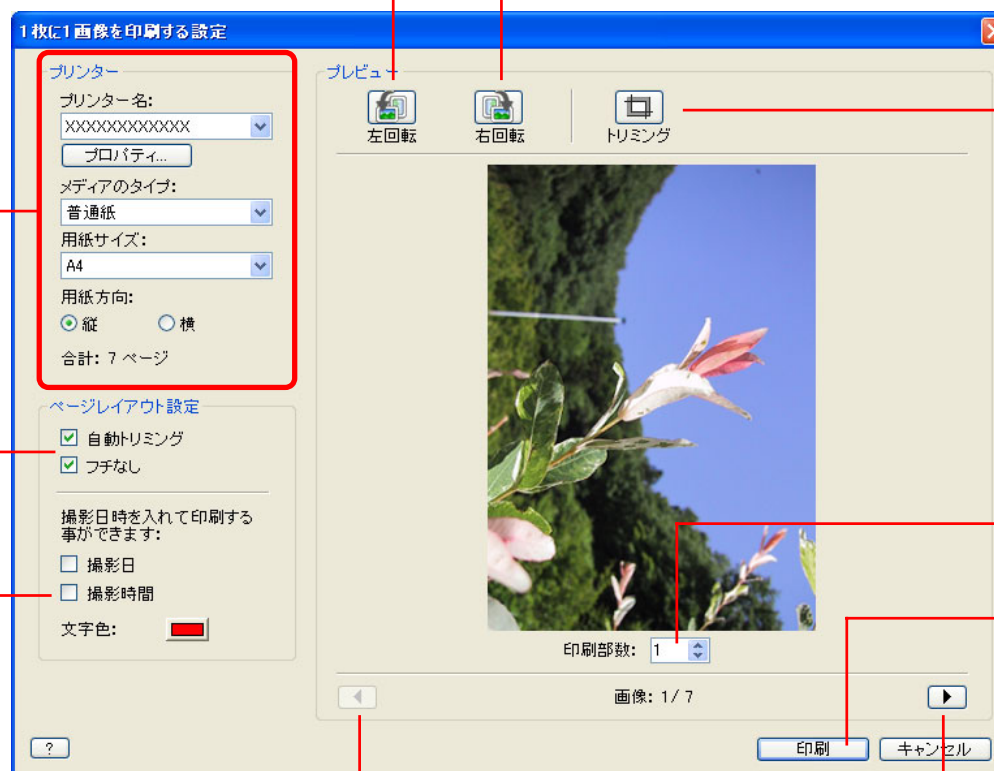 1枚に1画像を印刷する設定
プリンター
プリンター名:
XXXXXXXXXXXX
プロパティ...
メディアのタイプ:
普通紙
用紙サイズ:
A4
用紙方向:
縦 横
合計: 7 ページ
ページレイアウト設定
自動トリミング
フチなし
撮影日時を入れて印刷する
事ができます:
撮影日
撮影時間
文字色:
プレビュー
左回転 右回転 トリミング
印刷部数: 1
画像: 1/ 7
?
印刷 キャンセル